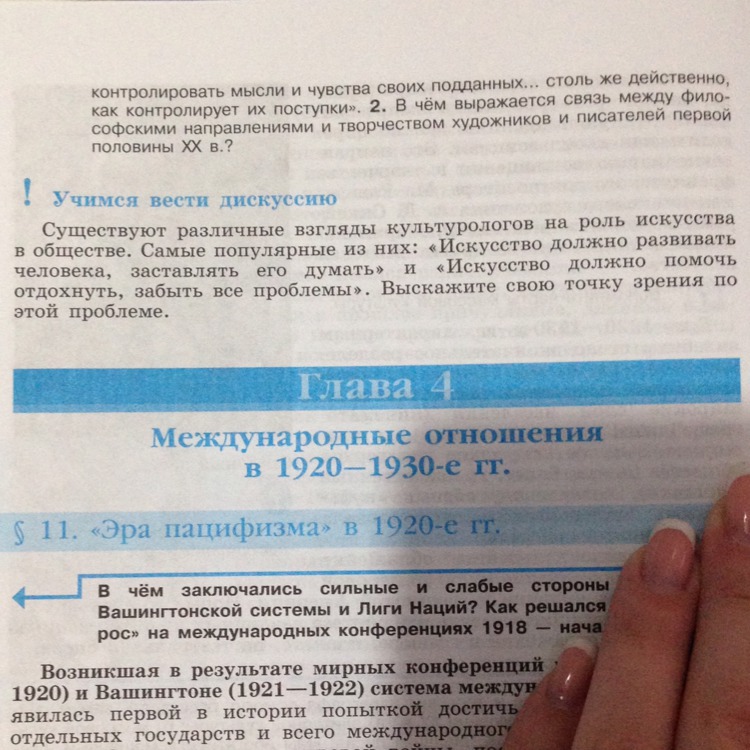 контролировать мысли и чувства своих подданных... столь же действенно,
как контролирует их поступки». 2. В чём выражается связь между фило-
софскими направлениями и творчеством художников и писателей первой
половины XX в.?
! Учимся вести дискуссию
Существуют различные взгляды культурологов на роль искусства
в обществе. Самые популярные из них: «Искусство должно развивать
человека, заставлять его думать» и «Искусство должно помочь
отдохнуть, забыть все проблемы». Выскажите свою точку зрения по
этой проблеме.
Глава 4
Международные отношения
в 1920—1930-е гг.
§ 11. «Эра пацифизма» в 1920-е гг.
В чём заключались сильные и слабые стороны
Вашингтонской системы и Лиги Наций? Как решался
рос» на международных конференциях 1918 — нача
Возникшая в результате мирных конференций
1920) и Вашингтоне (1921—1922) система междун
явилась первой в истории попыткой достичь
отдельных государств и всего международного